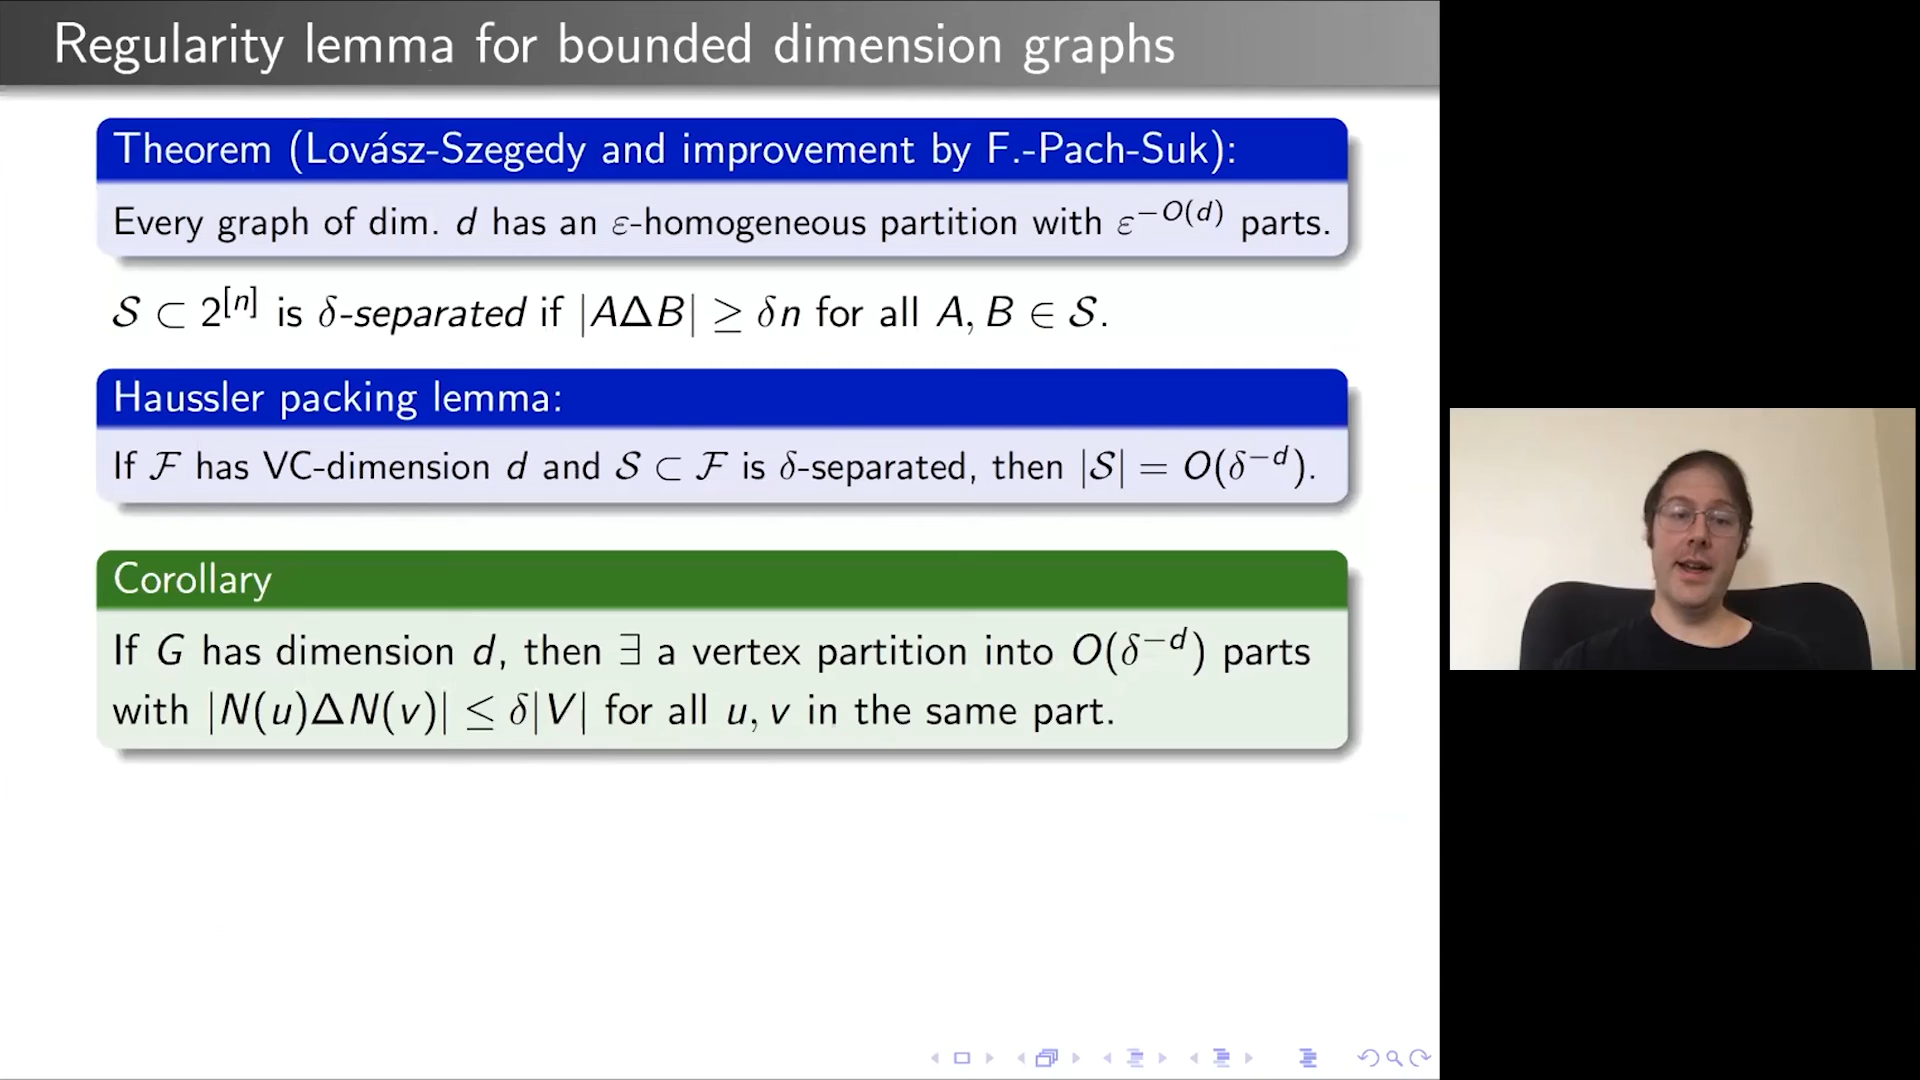 Regularity lemma for bounded dimension graphs
Theorem (Lovász-Szegedy and improvement by F.-Pach-Suk):
Every graph of dim. d has an ε-homogeneous partition with ε^{-O(d)} parts.
𝒮 ⊂ 2^{[n]} is δ-separated if |AΔB| ≥ δn for all A, B ∈ 𝒮.
Haussler packing lemma:
If ℱ has VC-dimension d and 𝒮 ⊂ ℱ is δ-separated, then |𝒮| = O(δ^{-d}).
Corollary
If G has dimension d, then ∃ a vertex partition into O(δ^{-d}) parts
with |N(u)ΔN(v)| ≤ δ|V| for all u, v in the same part.